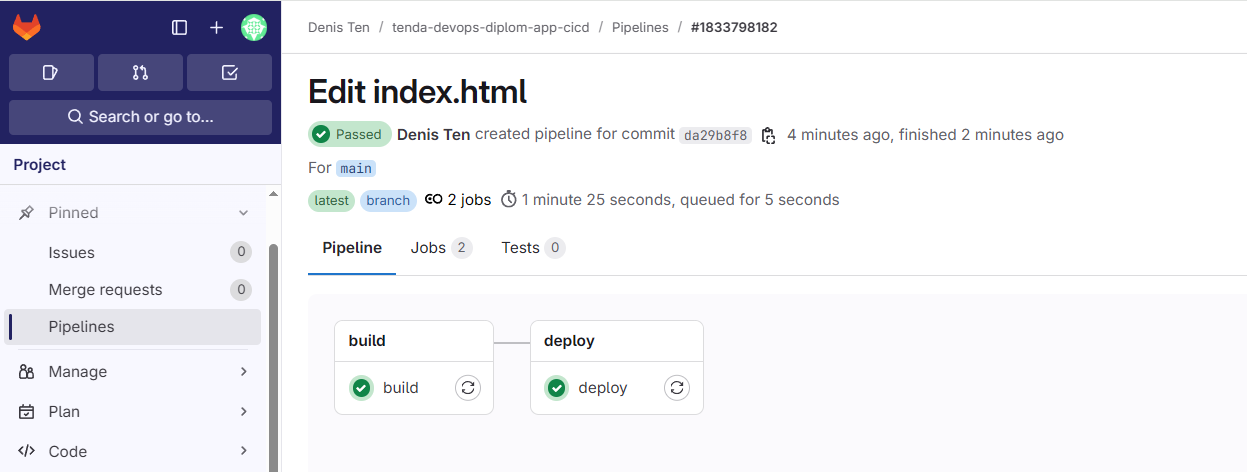 Search or go to...
Project
Pinned
Issues 0
Merge requests 0
Pipelines
Manage
Plan
Code
Denis Ten / tenda-devops-diplom-app-cicd / Pipelines / #1833798182
Edit index.html
Passed Denis Ten created pipeline for commit da29b8f8 4 minutes ago, finished 2 minutes ago
For main
latest branch 2 jobs 1 minute 25 seconds, queued for 5 seconds
Pipeline Jobs 2 Tests 0
build
build
deploy
deploy